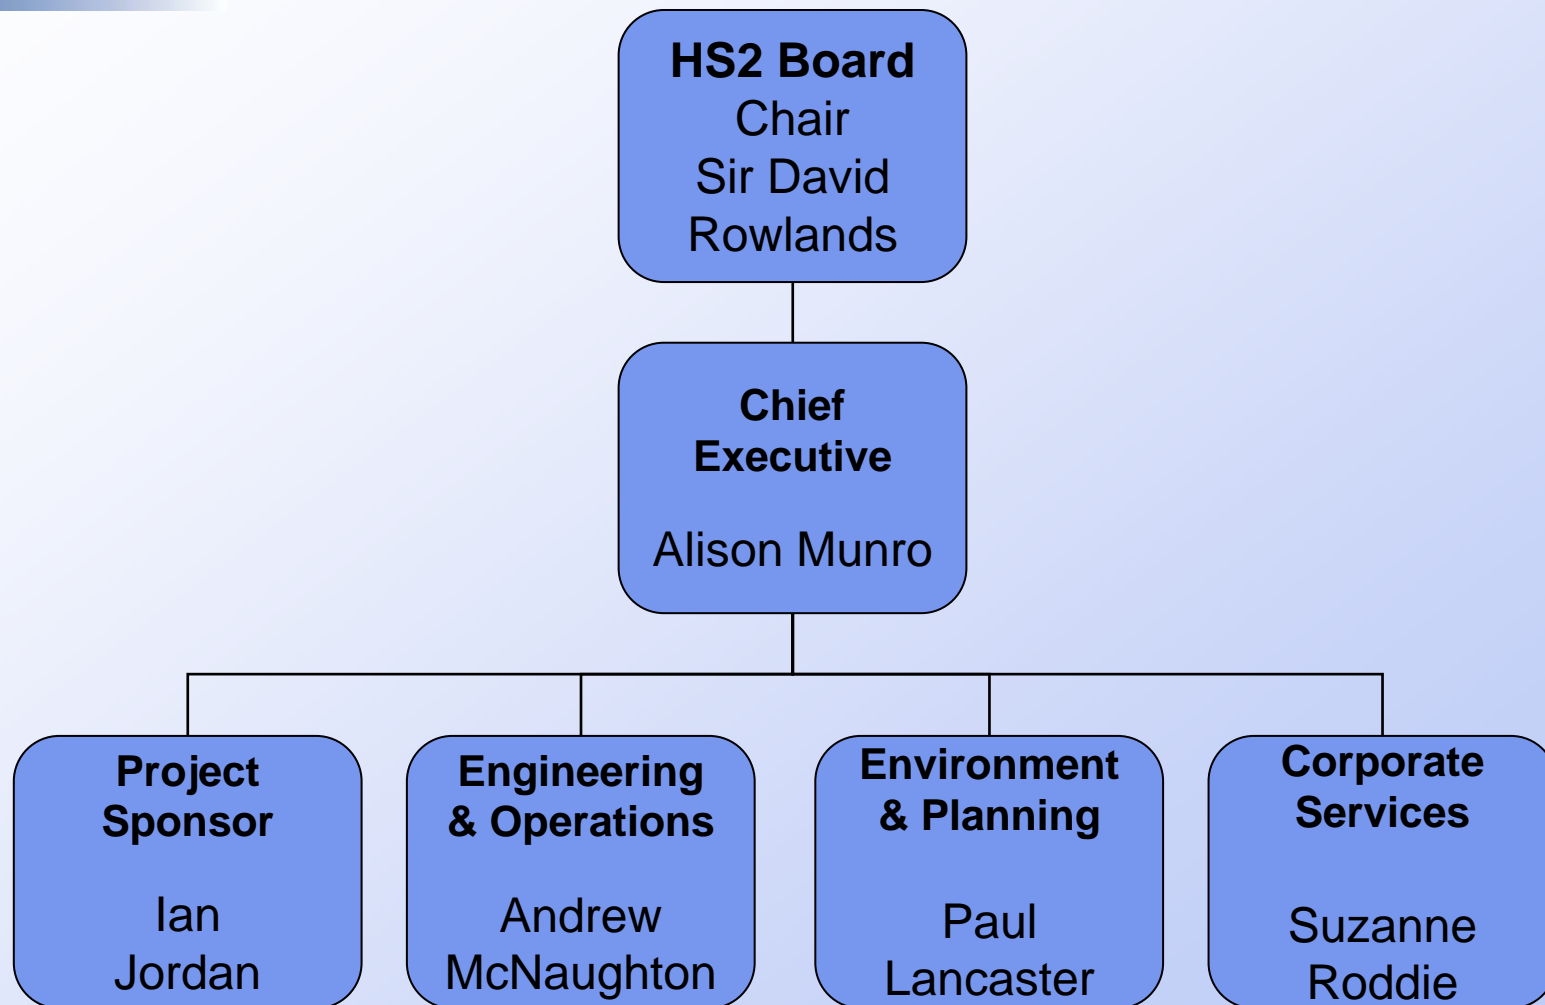 HS2 Board
Chair
Sir David
Rowlands
Chief
Executive
Alison Munro
Project
Sponsor
Ian
Jordan
Engineering
& Operations
Andrew
McNaughton
Environment
& Planning
Paul
Lancaster
Corporate
Services
Suzanne
Roddie